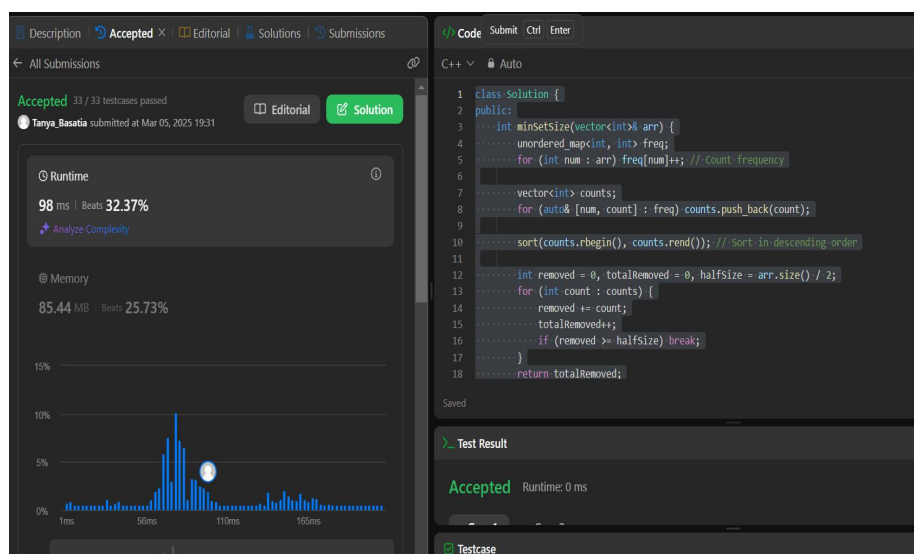 Description | Accepted × | Editorial | Solutions | Submissions
← All Submissions
Accepted 33 / 33 testcases passed
Tanya_Basatia submitted at Mar 05, 2025 19:31
Editorial
Solution
Runtime
98 ms | Beats 32.37%
Analyze Complexity
Memory
85.44 MB | Beats 25.73%
15%
10%
5%
0%
1ms 56ms 110ms 165ms
</> Code
Submit Ctrl Enter
C++ Auto
1 class Solution {
2 public:
3 int minSetSize(vector<int>& arr) {
4 unordered_map<int, int> freq;
5 for (int num : arr) freq[num]++; // Count frequency
6
7 vector<int> counts;
8 for (auto& [num, count] : freq) counts.push_back(count);
9
10 sort(counts.rbegin(), counts.rend()); // Sort in descending order
11
12 int removed = 0, totalRemoved = 0, halfSize = arr.size() / 2;
13 for (int count : counts) {
14 removed += count;
15 totalRemoved++;
16 if (removed >= halfSize) break;
17 }
18 return totalRemoved;
Saved
>_ Test Result
Accepted Runtime: 0 ms
Testcase